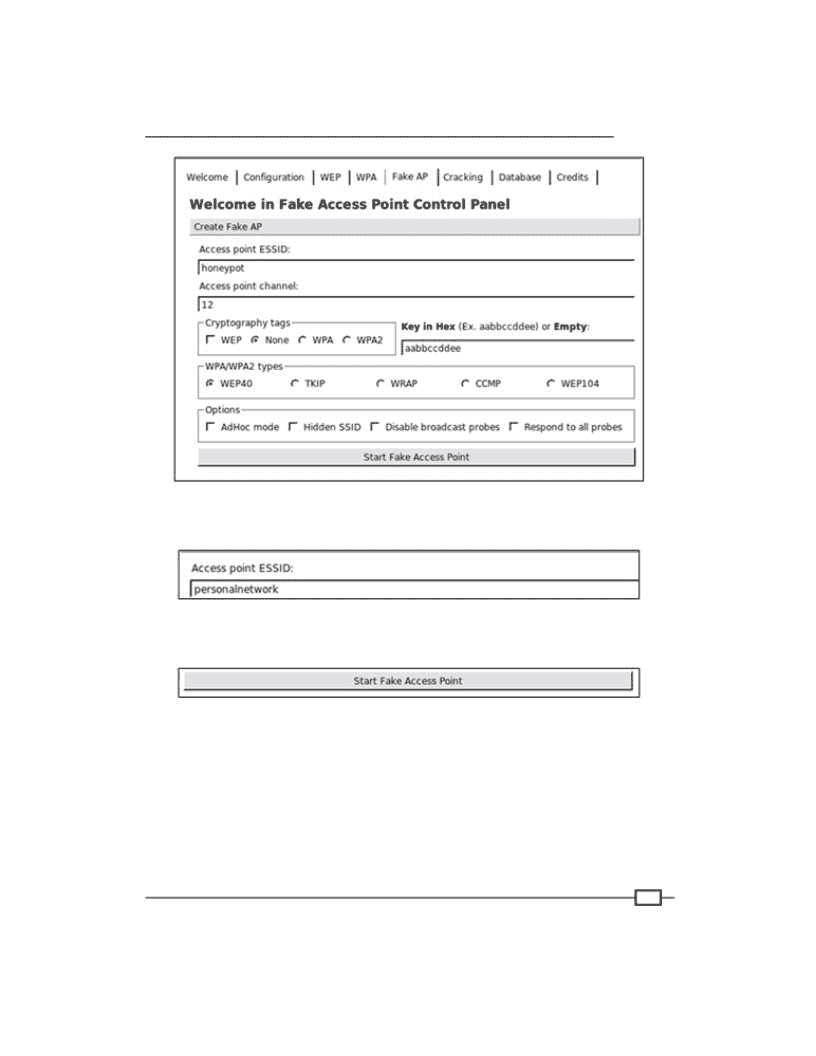 Welcome Configuration WEP WPA Fake AP Cracking Database Credits
Welcome in Fake Access Point Control Panel
Create Fake AP
Access point ESSID:
honeypot
Access point channel:
12
Cryptography tags
WEP None WPA WPA2
Key in Hex (Ex. aabbccddee) or Empty:
aabbccddee
WPA/WPA2 types
WEP40 TKIP WRAP CCMP WEP104
Options
AdHoc mode Hidden SSID Disable broadcast probes Respond to all probes
Start Fake Access Point
Access point ESSID:
personalnetwork
Start Fake Access Point